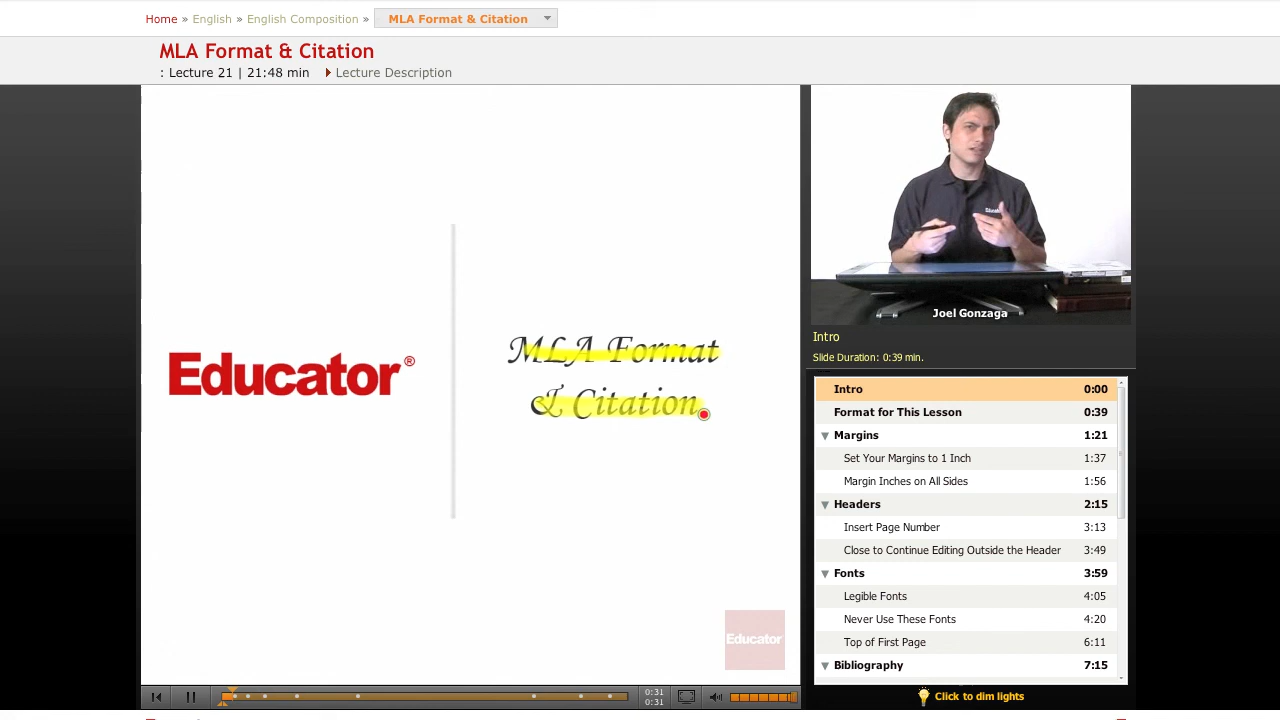 Home » English » English Composition » MLA Format & Citation
MLA Format & Citation
: Lecture 21 | 21:48 min Lecture Description
Educator®
MLA Format
& Citation
Educator
Joel Gonzaga
Intro
Slide Duration: 0:39 min.
Intro 0:00
Format for This Lesson 0:39
Margins 1:21
Set Your Margins to 1 Inch 1:37
Margin Inches on All Sides 1:56
Headers 2:15
Insert Page Number 3:13
Close to Continue Editing Outside the Header 3:49
Fonts 3:59
Legible Fonts 4:05
Never Use These Fonts 4:20
Top of First Page 6:11
Bibliography 7:15
0:31
0:31
Click to dim lights